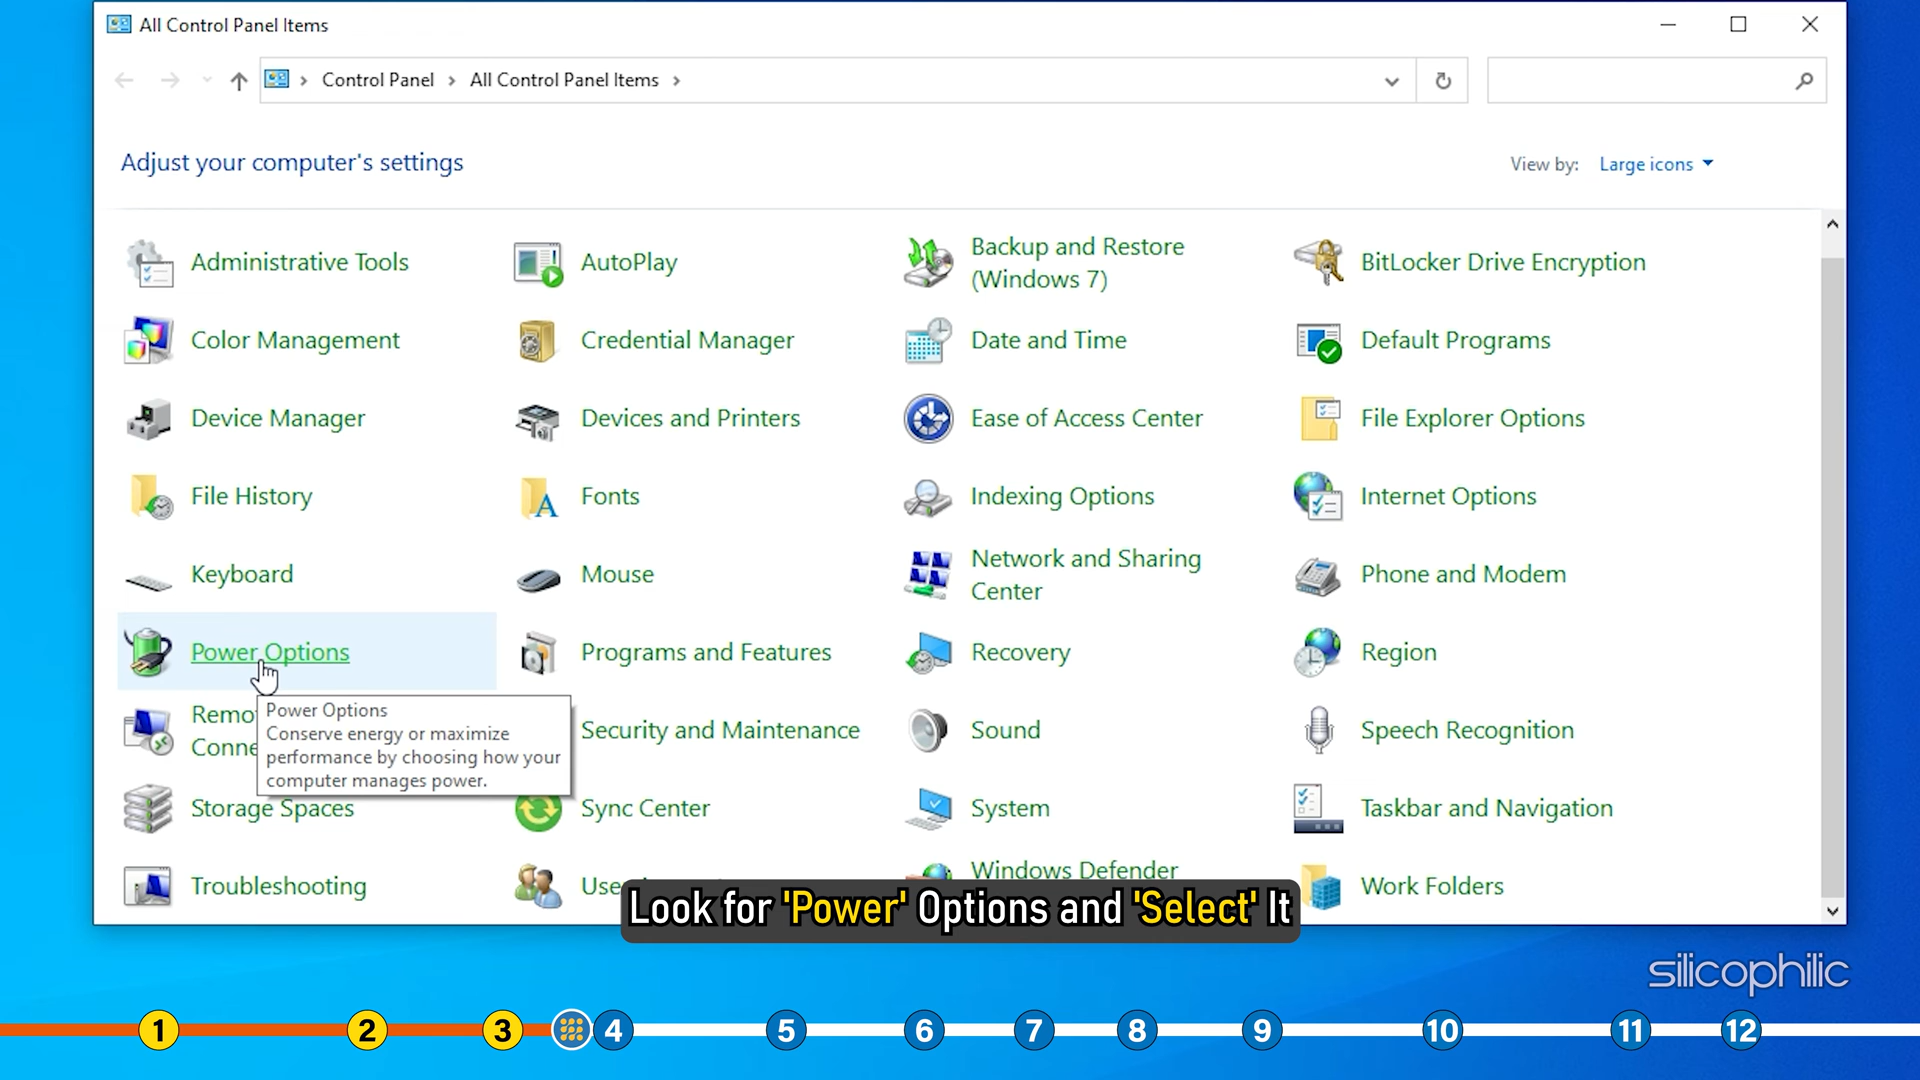 All Control Panel Items
Control Panel > All Control Panel Items >
Adjust your computer's settings
View by: Large icons
Administrative Tools
AutoPlay
Backup and Restore
(Windows 7)
BitLocker Drive Encryption
Color Management
Credential Manager
Date and Time
Default Programs
Device Manager
Devices and Printers
Ease of Access Center
File Explorer Options
File History
Fonts
Indexing Options
Internet Options
Keyboard
Mouse
Network and Sharing
Center
Phone and Modem
Power Options
Programs and Features
Recovery
Region
Power Options
Conserve energy or maximize
performance by choosing how your
computer manages power.
Security and Maintenance
Sound
Speech Recognition
Storage Spaces
Sync Center
System
Taskbar and Navigation
Troubleshooting
Windows Defender
Work Folders
Look for 'Power' Options and 'Select' It
silicophilic
1 2 3 4 5 6 7 8 9 10 11 12